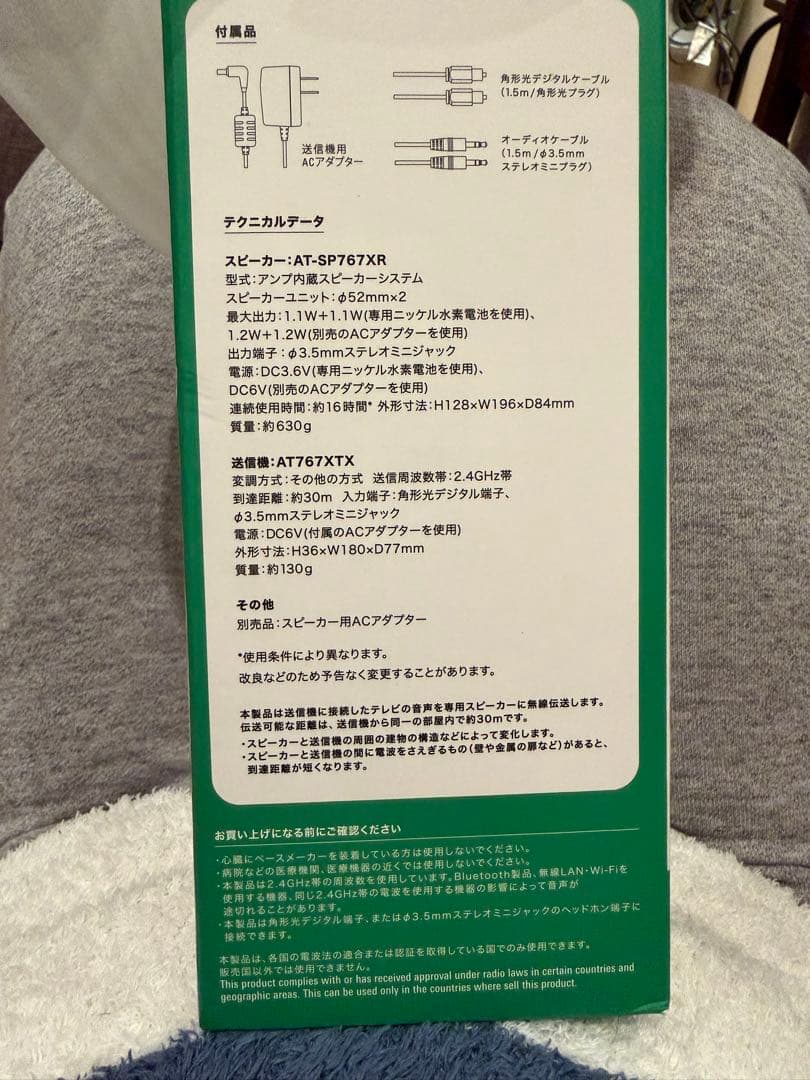 付属品
送信機用
ACアダプター
角形光デジタルケーブル
(1.5m/角形光プラグ)
オーディオケーブル
(1.5m/φ3.5mm
ステレオミニプラグ)
テクニカルデータ
スピーカー:AT-SP767XR
型式:アンプ内蔵スピーカーシステム
スピーカーユニット:φ52mm×2
最大出力:1.1W+1.1W(専用ニッケル水素電池を使用)、
1.2W+1.2W(別売のACアダプターを使用)
出力端子:φ3.5mmステレオミニジャック
電源:DC3.6V(専用ニッケル水素電池を使用)、
DC6V(別売のACアダプターを使用)
連続使用時間:約16時間* 外形寸法:H128×W196×D84mm
質量:約630g
送信機:AT767XTX
変調方式:その他の方式 送信周波数帯:2.4GHz帯
到達距離:約30m 入力端子:角形光デジタル端子、
φ3.5mmステレオミニジャック
電源:DC6V(付属のACアダプターを使用)
外形寸法:H36×W180×D77mm
質量:約130g
その他
別売品:スピーカー用ACアダプター
*使用条件により異なります。
改良などのため予告なく変更することがあります。
本製品は送信機に接続したテレビの音声を専用スピーカーに無線伝送します。
伝送可能な距離は、送信機から同一の部屋内で約30mです。
・スピーカーと送信機の周囲の建物の構造などによって変化します。
・スピーカーと送信機の間に電波をさえぎるもの(壁や金属の扉など)があると、
到達距離が短くなります。
お買い上げになる前にご確認ください
・心臓にペースメーカーを装着している方は使用しないでください。
・病院などの医療機関、医療機器の近くでは使用しないでください。
・本製品は2.4GHz帯の周波数を使用しています。Bluetooth製品、無線LAN・Wi-Fiを
使用する機器、同じ2.4GHz帯の電波を使用する機器の影響によって音声が
途切れることがあります。
・本製品は角形光デジタル端子、またはφ3.5mmステレオミニジャックのヘッドホン端子に
接続できます。
本製品は、各国の電波法の適合または認証を取得している国でのみ使用できます。
販売国以外では使用できません。
This product complies with or has received approval under radio laws in certain countries and
geographic areas. This can be used only in the countries where sell this product.